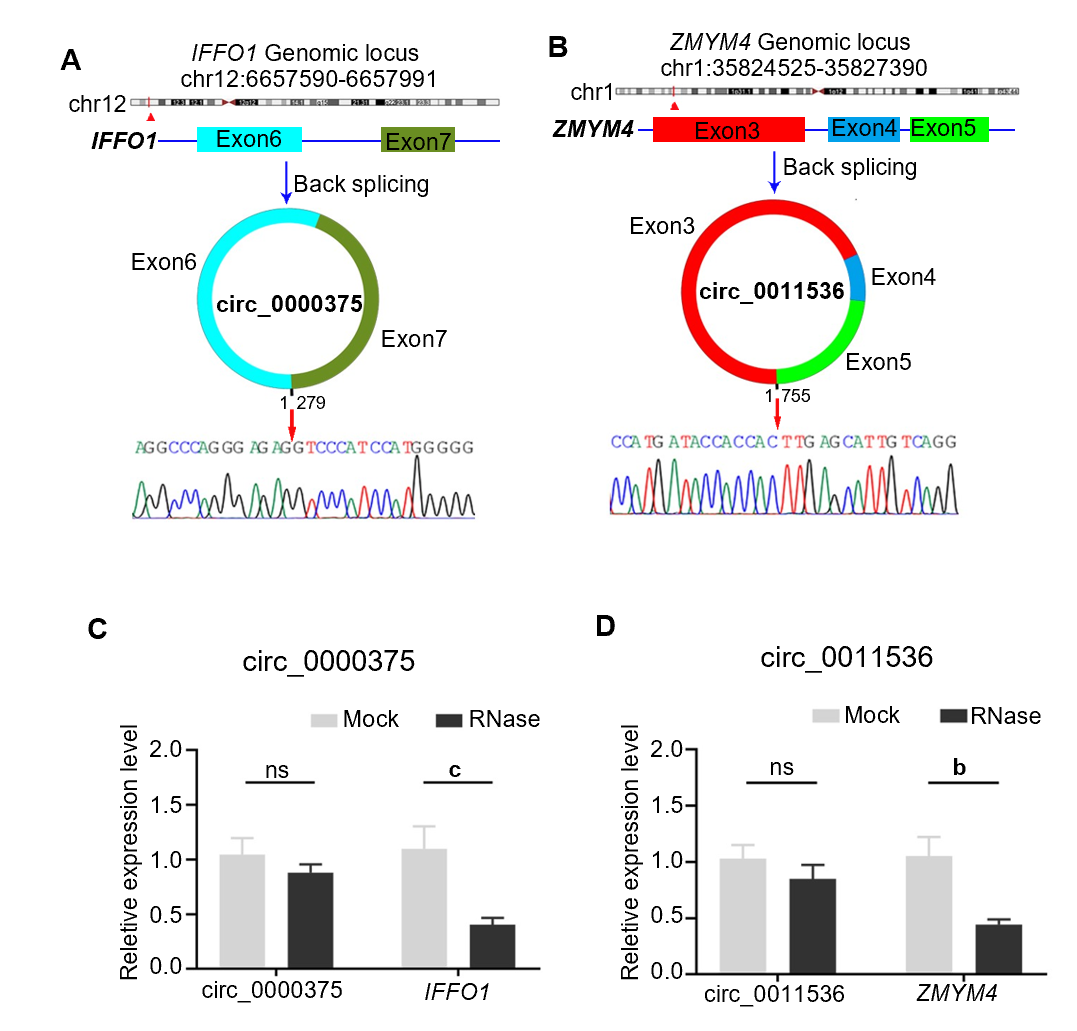 A
IFFO1 Genomic locus
chr12:6657590-6657991
chr12
IFFO1
Exon6
Exon7
Back splicing
Exon6
circ_0000375
Exon7
1 279
AGGCCCAGGG AGAGGTCCCATCCATGGGGG
B
ZMYM4 Genomic locus
chr1:35824525-35827390
chr1
ZMYM4
Exon3
Exon4
Exon5
Back splicing
Exon3
Exon4
circ_0011536
Exon5
1 755
CCATGATACCACCACTTGAGCATTGTCAGG
C
circ_0000375
Mock
RNase
Reletive expression level
2.0
1.5
1.0
0.5
0.0
ns
c
circ_0000375
IFFO1
D
circ_0011536
Mock
RNase
Reletive expression level
2.0
1.5
1.0
0.5
0.0
ns
b
circ_0011536
ZMYM4